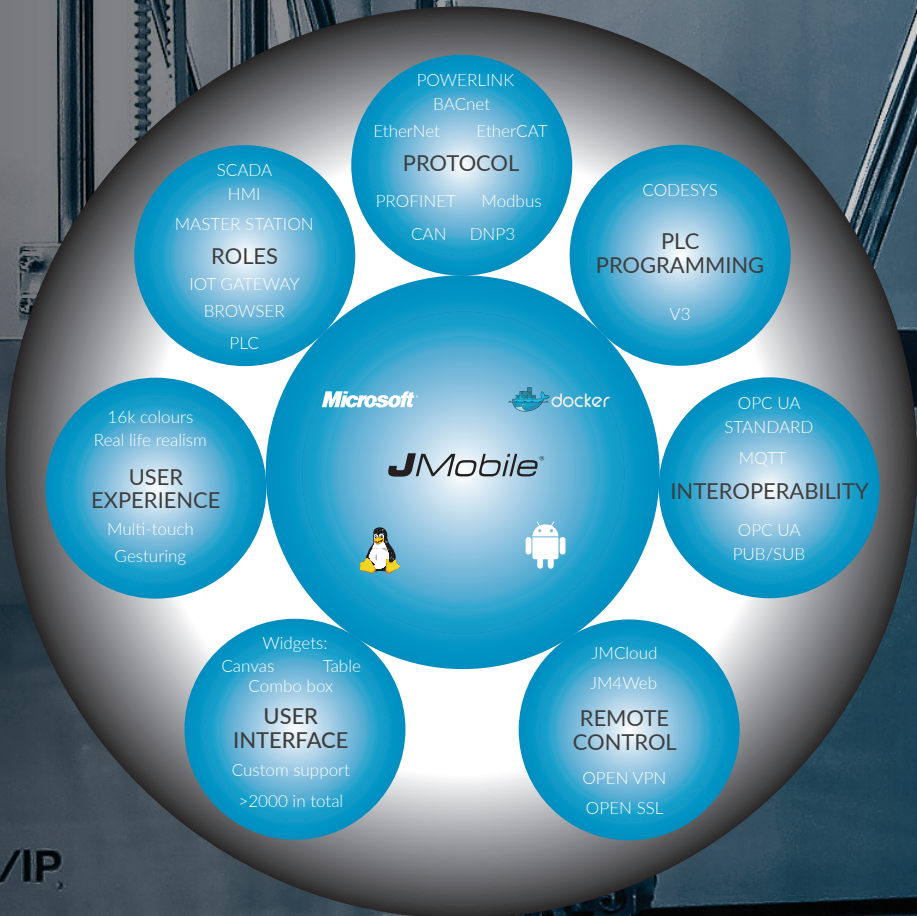 POWERLINK
BACnet
EtherNet EtherCAT
PROTOCOL
PROFINET Modbus
CAN DNP3
SCADA
HMI
MASTER STATION
ROLES
IOT GATEWAY
BROWSER
PLC
CODESYS
PLC
PROGRAMMING
V3
16k colours
Real life realism
USER
EXPERIENCE
Multi-touch
Gesturing
Microsoft
docker
JMobile®
OPC UA
STANDARD
MQTT
INTEROPERABILITY
OPC UA
PUB/SUB
Widgets:
Canvas Table
Combo box
USER
INTERFACE
Custom support
>2000 in total
JMCloud
JM4Web
REMOTE
CONTROL
OPEN VPN
OPEN SSL
/IP